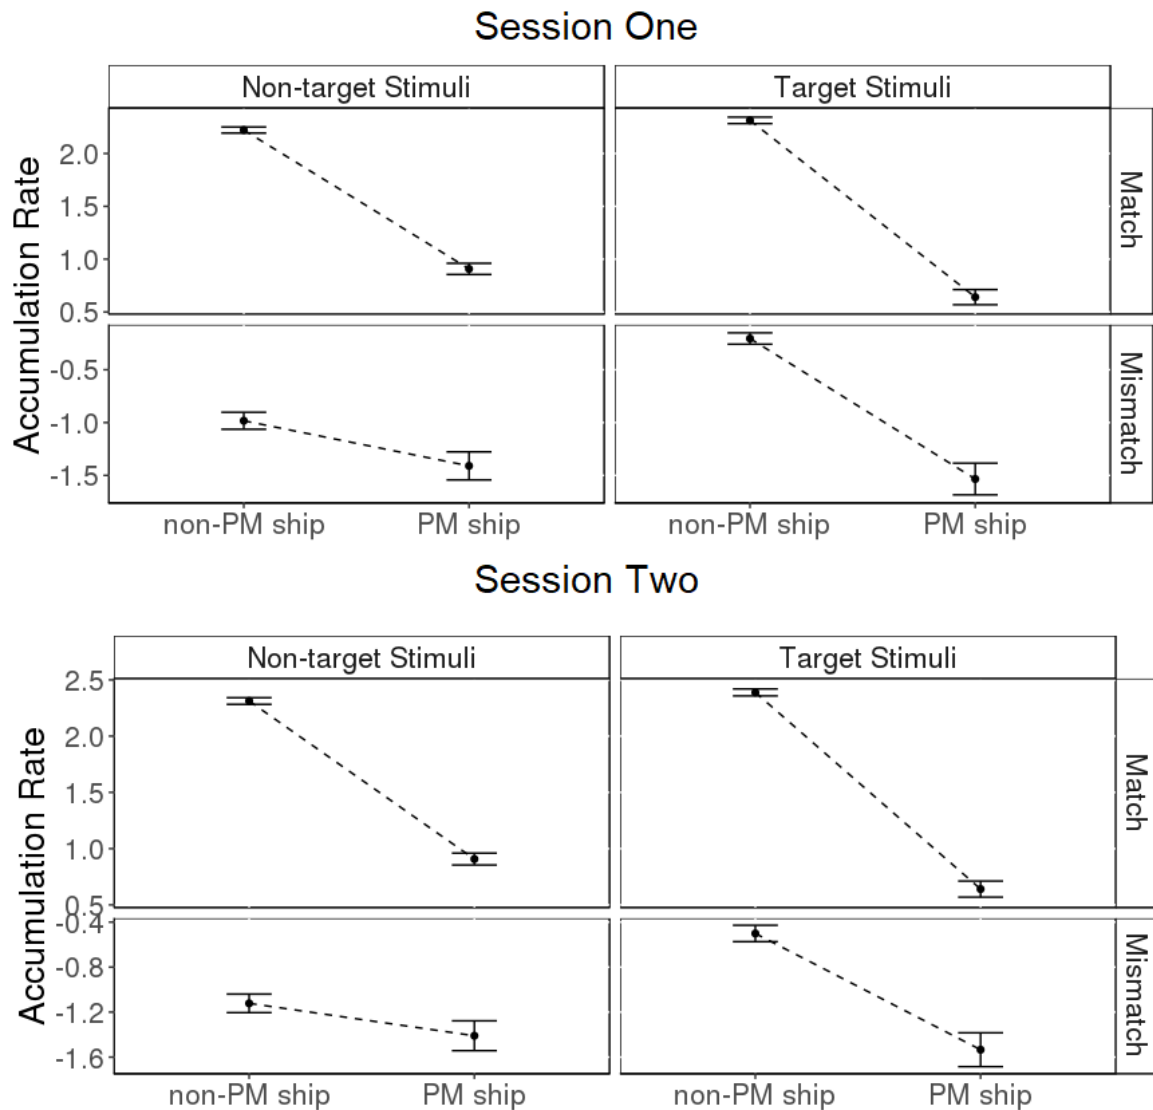 Session One
Non-target Stimuli
Target Stimuli
Accumulation Rate
2.0
1.5
1.0
0.5
Match
-0.5
-1.0
-1.5
Mismatch
non-PM ship
PM ship
non-PM ship
PM ship
Session Two
Non-target Stimuli
Target Stimuli
Accumulation Rate
2.5
2.0
1.5
1.0
0.5
Match
-0.4
-0.8
-1.2
-1.6
Mismatch
non-PM ship
PM ship
non-PM ship
PM ship